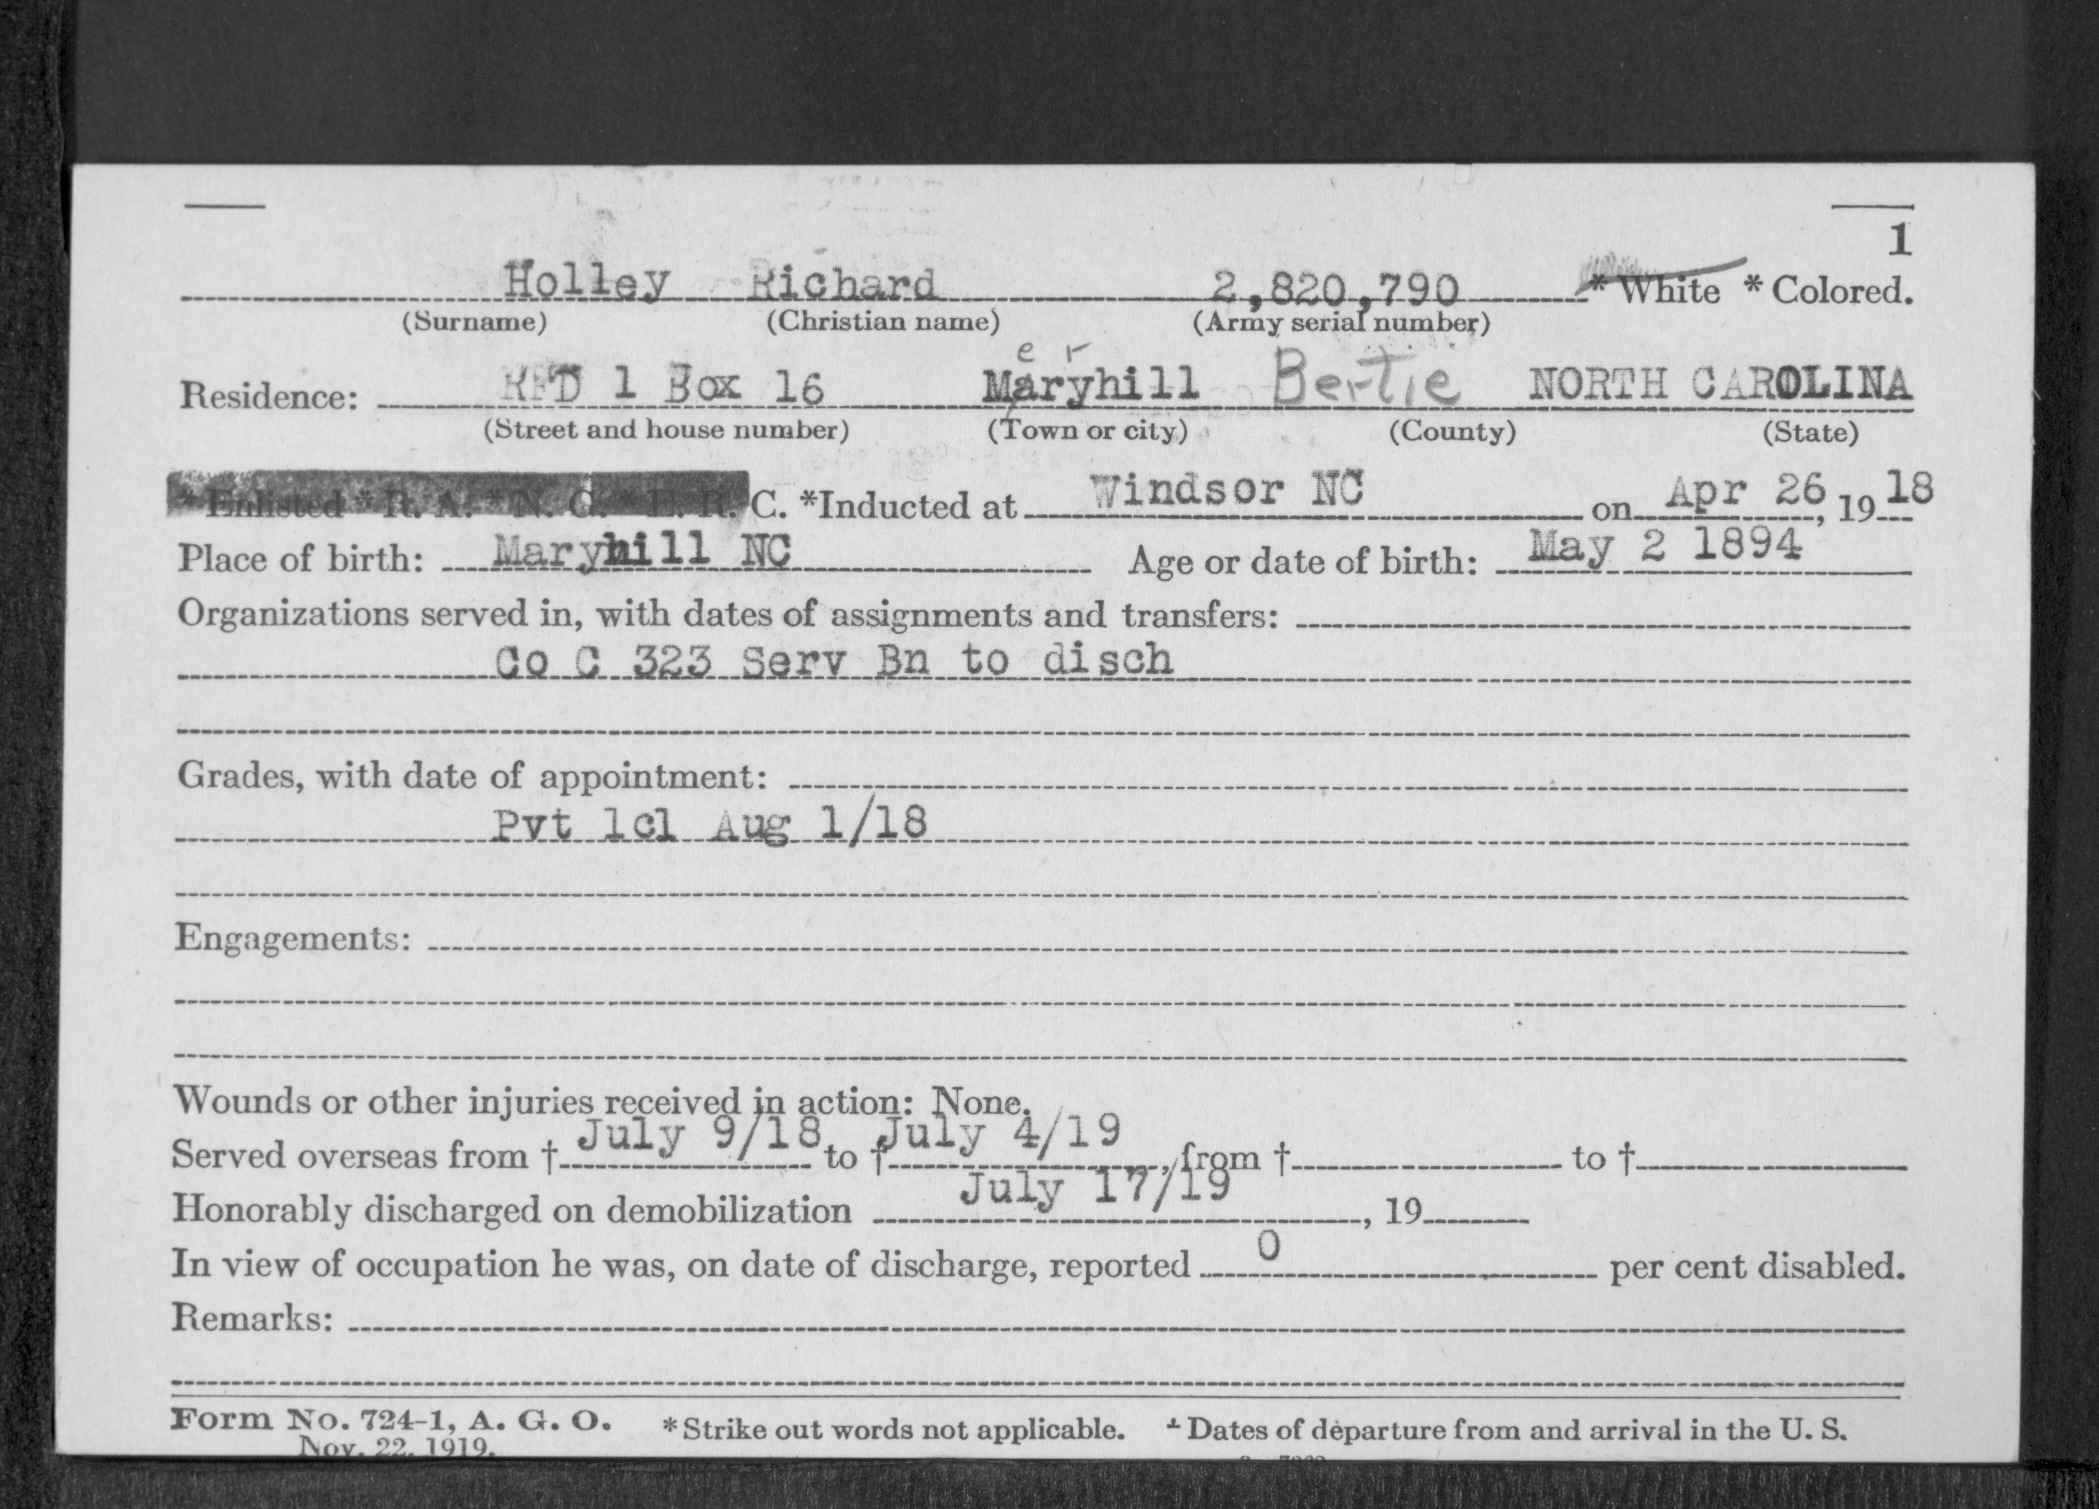 1
Holley Richard 2,820,790 * White * Colored.
(Surname) (Christian name) (Army serial number)
e r
Residence: RFD 1 Box 16 Maryhill Bertie NORTH CAROLINA
(Street and house number) (Town or city) (County) (State)
* Enlisted * R. A. * N. G. * E. R. C. *Inducted at Windsor NC on Apr 26, 19 18
Place of birth: Maryhill NC Age or date of birth: May 2 1894
Organizations served in, with dates of assignments and transfers:
Co C 323 Serv Bn to disch
Grades, with date of appointment:
Pvt 1cl Aug 1/18
Engagements:
Wounds or other injuries received in action: None.
Served overseas from † July 9/18 to † July 4/19, from † to †
Honorably discharged on demobilization July 17/19, 19
In view of occupation he was, on date of discharge, reported 0 per cent disabled.
Remarks:
Form No. 724-1, A. G. O. * Strike out words not applicable. † Dates of departure from and arrival in the U. S.
Nov. 22, 1919.